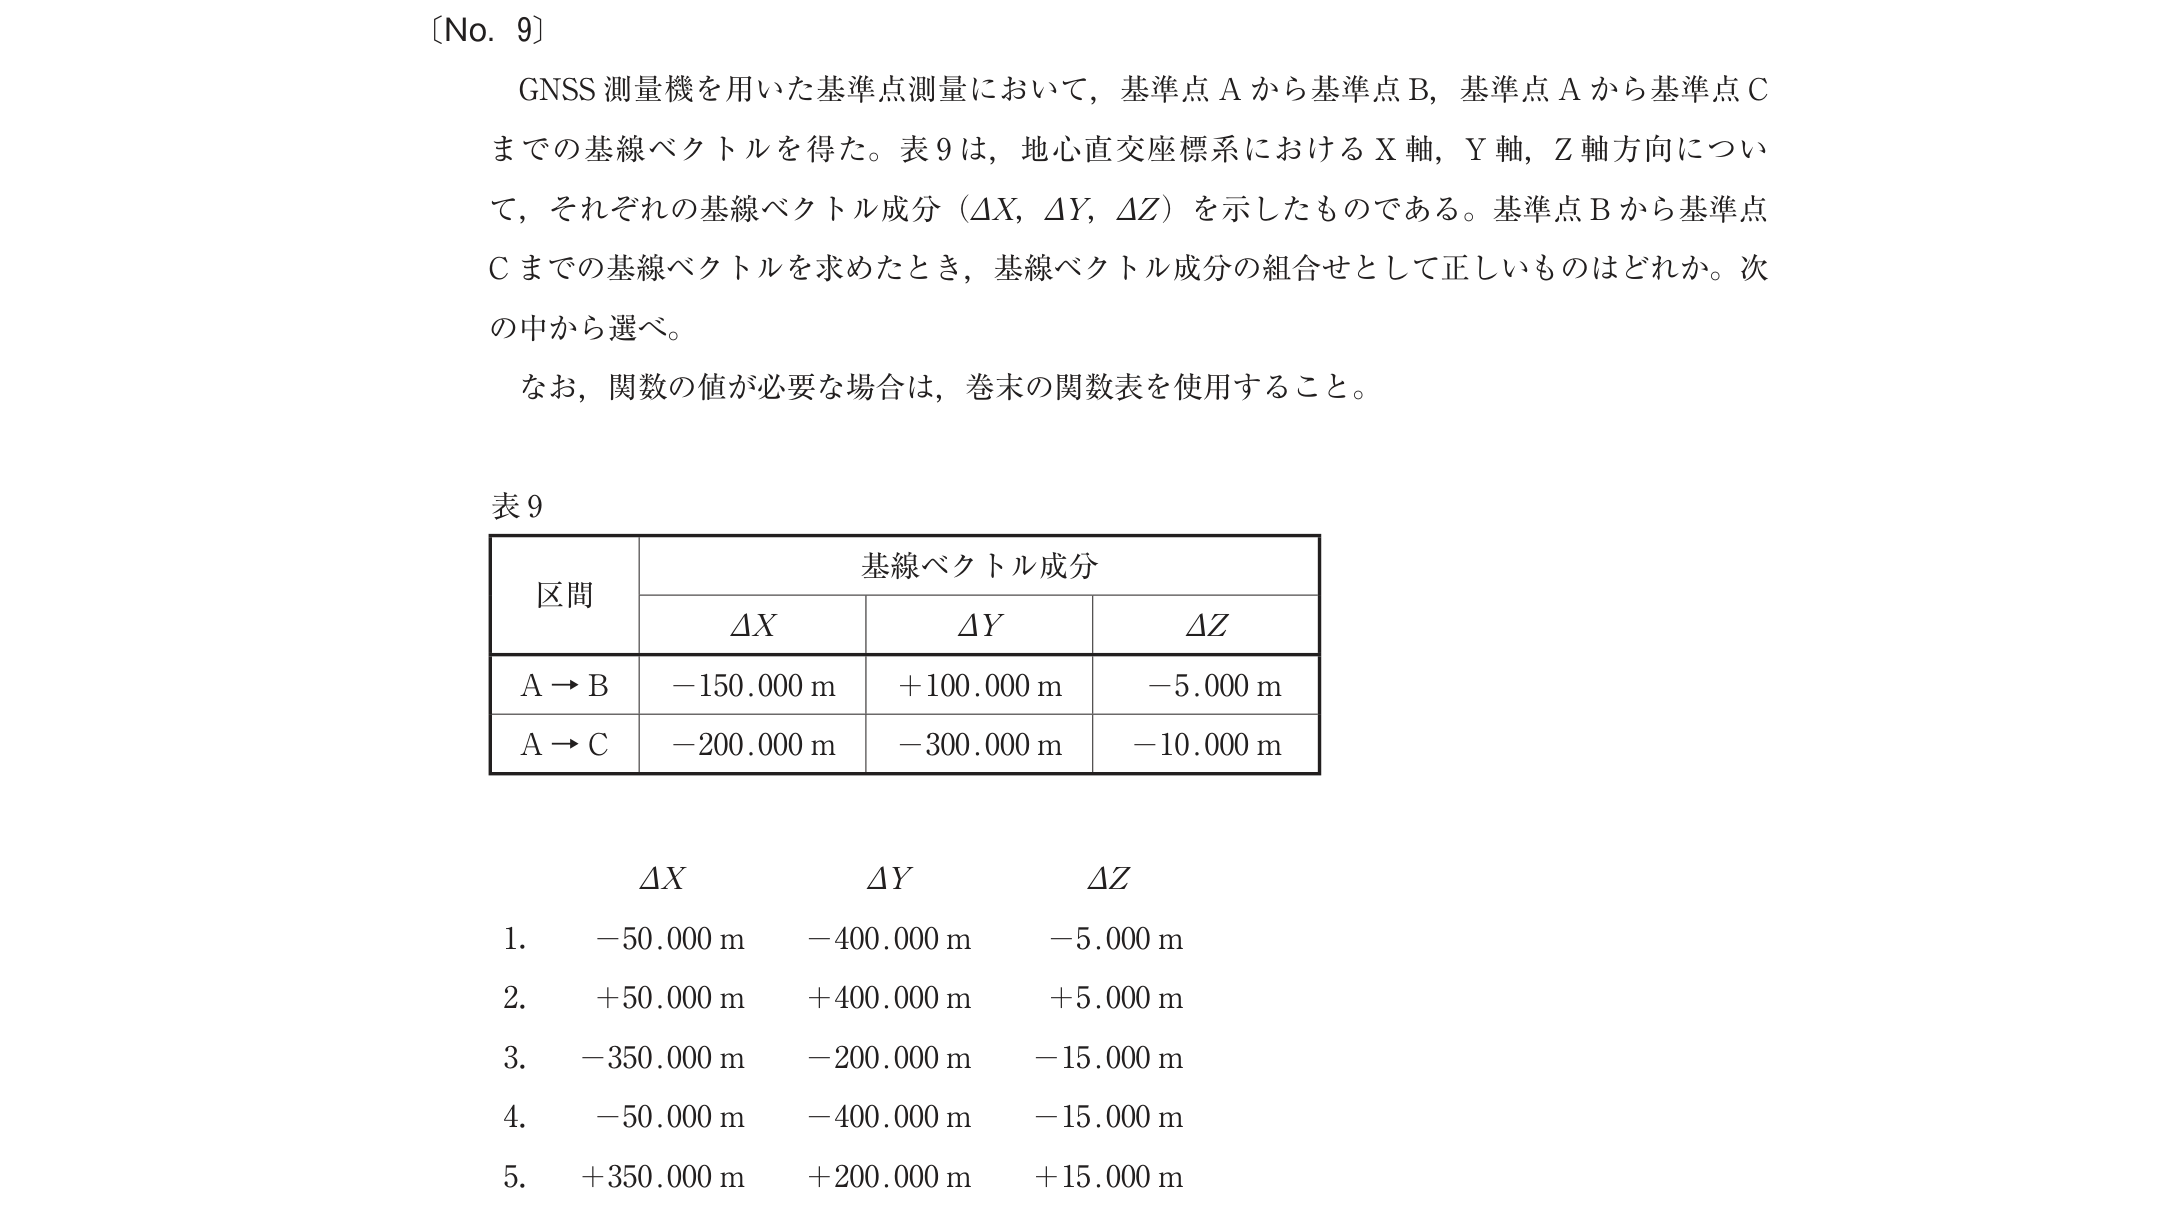 〔No. 9〕
GNSS 測量機を用いた基準点測量において，基準点 A から基準点 B，基準点 A から基準点 C
までの基線ベクトルを得た。表 9 は，地心直交座標系における X 軸，Y 軸，Z 軸方向につい
て，それぞれの基線ベクトル成分（ΔX，ΔY，ΔZ）を示したものである。基準点 B から基準点
C までの基線ベクトルを求めたとき，基線ベクトル成分の組合せとして正しいものはどれか。次
の中から選べ。
なお，関数の値が必要な場合は，巻末の関数表を使用すること。
表 9
区間 基線ベクトル成分
ΔX ΔY ΔZ
A → B −150.000 m +100.000 m −5.000 m
A → C −200.000 m −300.000 m −10.000 m
ΔX ΔY ΔZ
1. −50.000 m −400.000 m −5.000 m
2. +50.000 m +400.000 m +5.000 m
3. −350.000 m −200.000 m −15.000 m
4. −50.000 m −400.000 m −15.000 m
5. +350.000 m +200.000 m +15.000 m